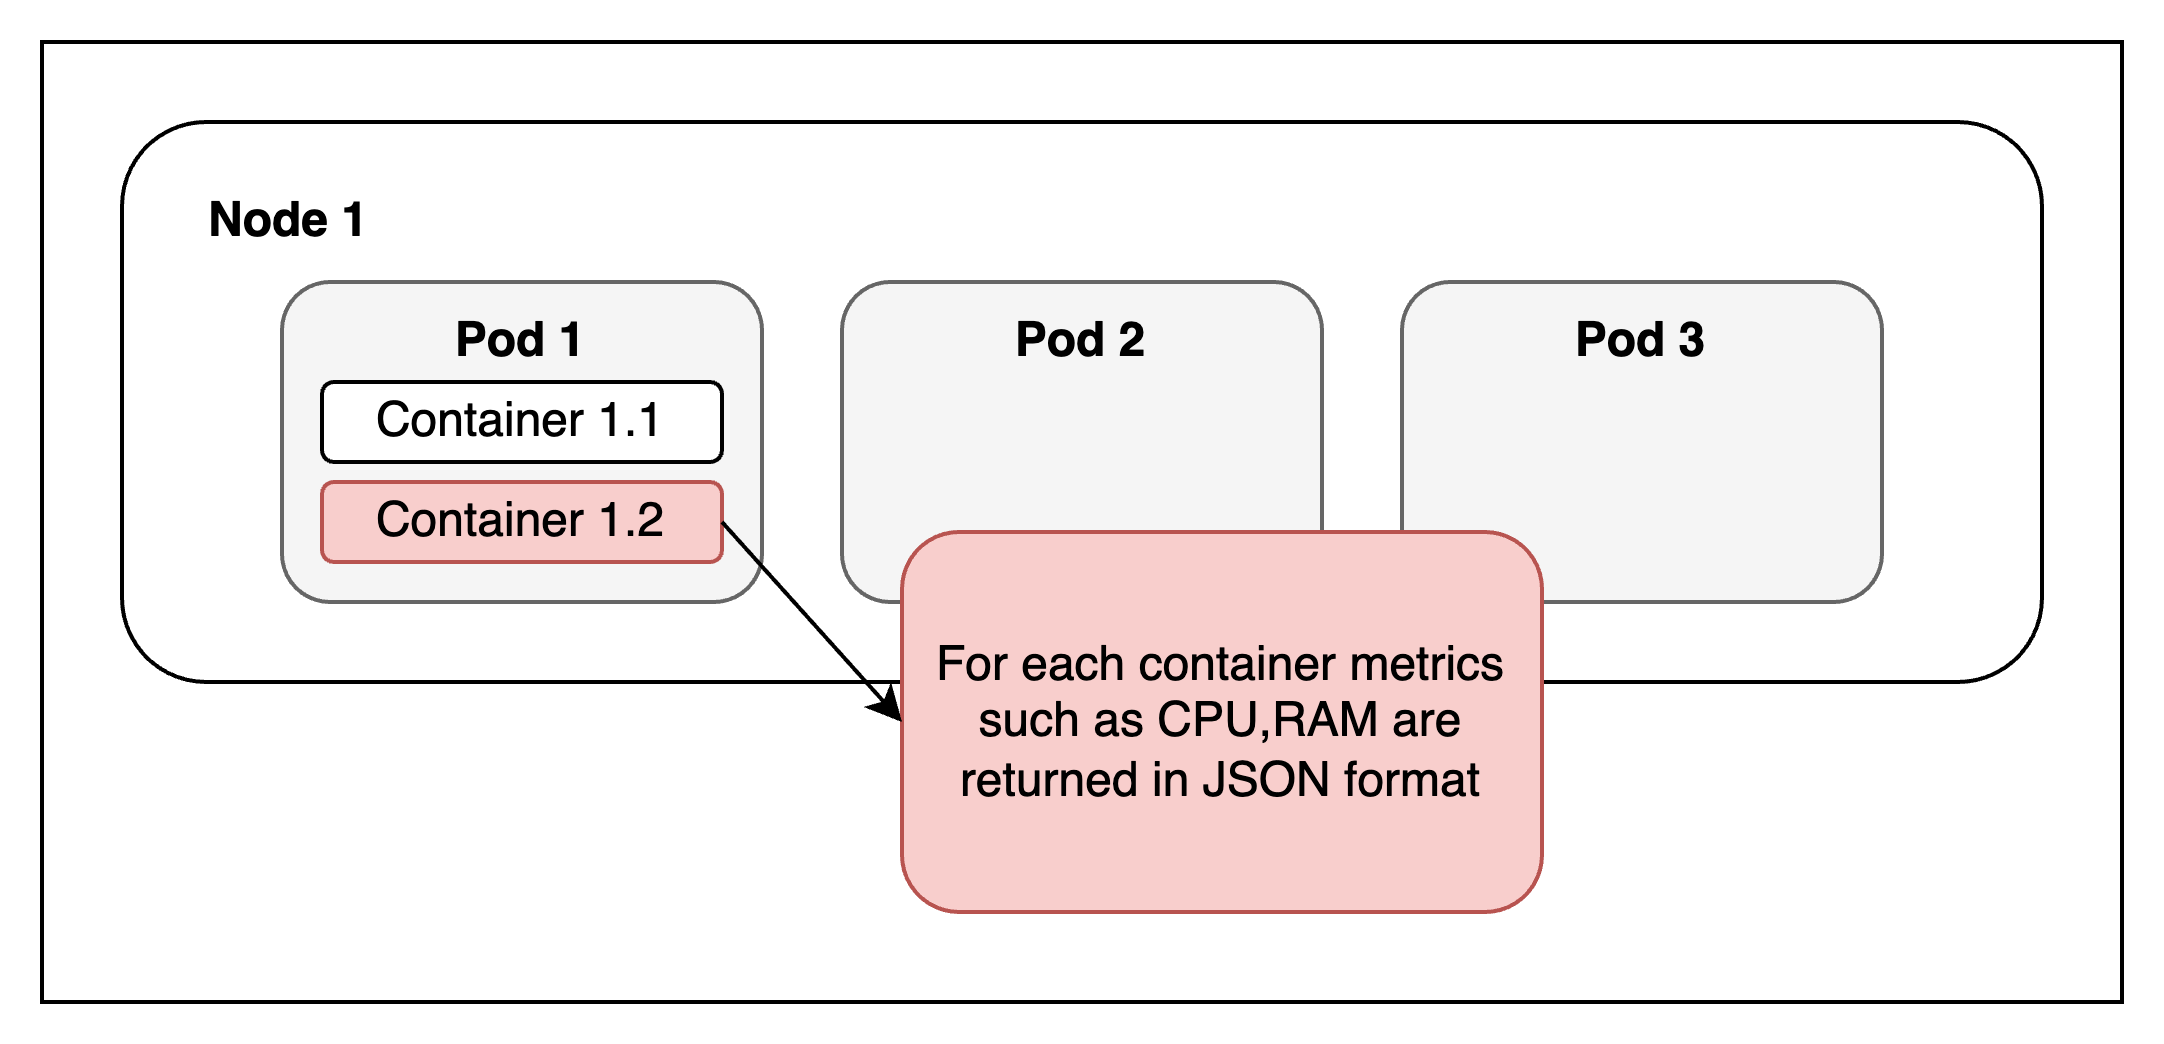 Node 1
Pod 1
Container 1.1
Container 1.2
Pod 2
Pod 3
For each container metrics
such as CPU,RAM are
returned in JSON format